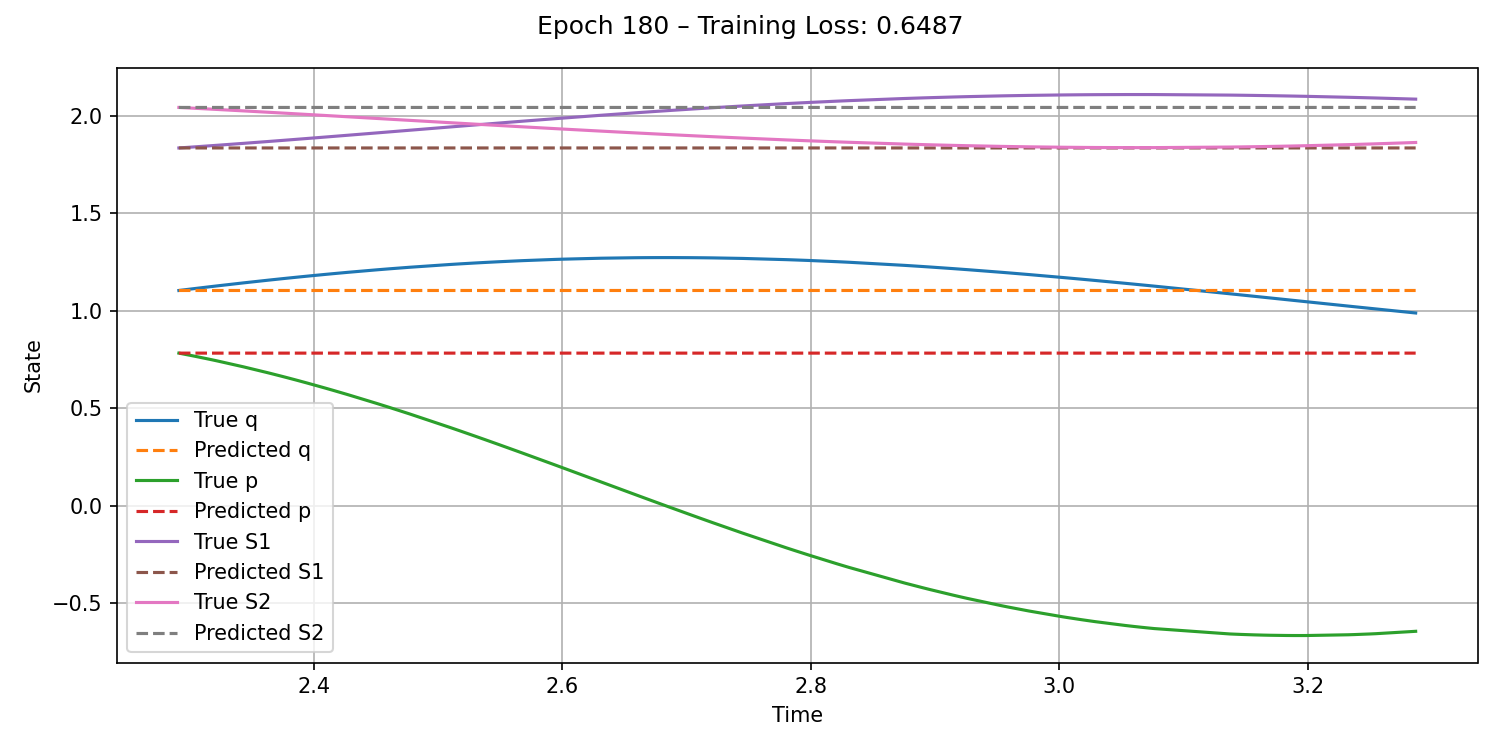 Epoch 180 – Training Loss: 0.6487
2.0
1.5
1.0
0.5
0.0
−0.5
State
True q
Predicted q
True p
Predicted p
True S1
Predicted S1
True S2
Predicted S2
2.4 2.6 2.8 3.0 3.2
Time